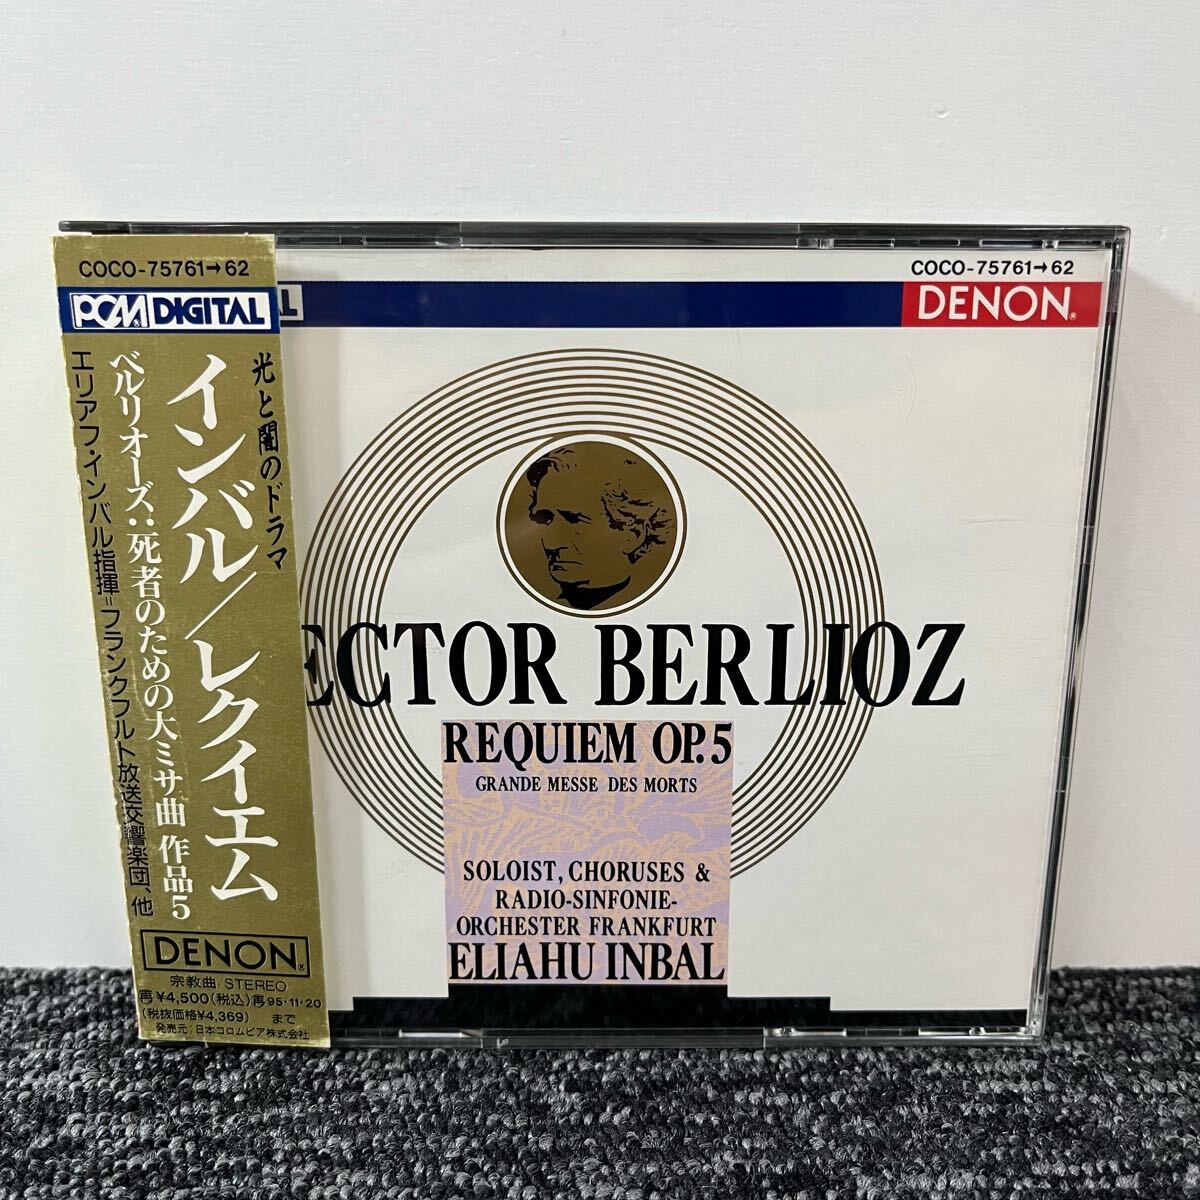 COCO-75761→62
PCM® DIGITAL
光と闇のドラマ
インバル/レクイエム
ベルリオーズ:死者のための大ミサ曲 作品5
エリアフ・インバル指揮=フランクフルト放送交響楽団、他
DENON®
宗教曲/STEREO
再¥4,500(税込)再95·11·20
(税抜価格¥4,369) まで
発売元:日本コロムビア株式会社
COCO-75761→62
AL
DENON®
ECTOR BERLIOZ
REQUIEM OP.5
GRANDE MESSE DES MORTS
SOLOIST, CHORUSES &
RADIO-SINFONIE-
ORCHESTER FRANKFURT
ELIAHU INBAL